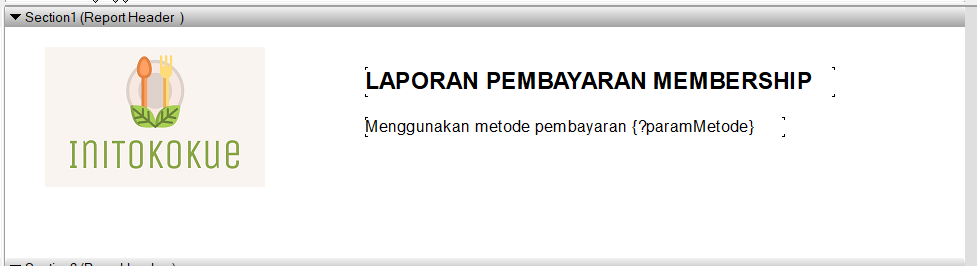 Section1 (Report Header )
INITOKOKUE
LAPORAN PEMBAYARAN MEMBERSHIP
Menggunakan metode pembayaran {?paramMetode}